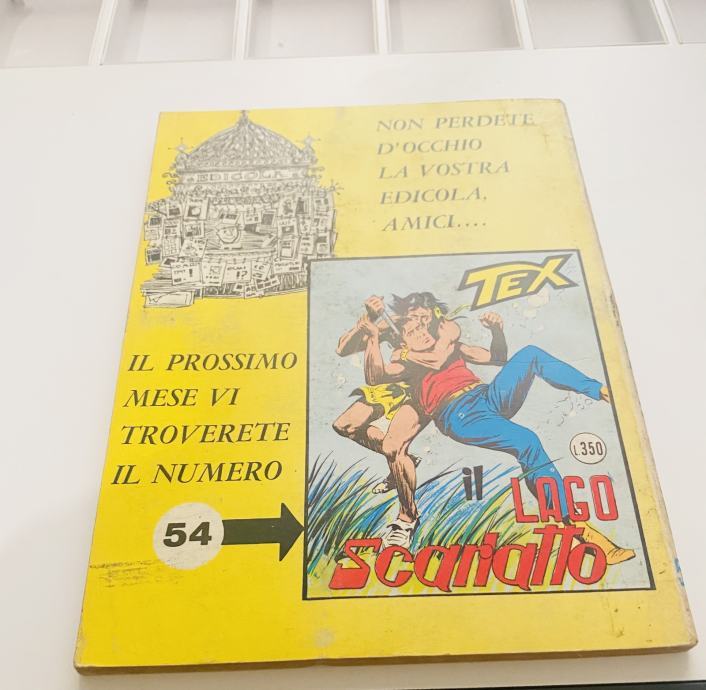 NON PERDETE
D'OCCHIO
LA VOSTRA
EDICOLA,
AMICI....
EDICOLA
TEX
IL PROSSIMO
MESE VI
TROVERETE
IL NUMERO
54
L.350
il LAGO
Scarlatto